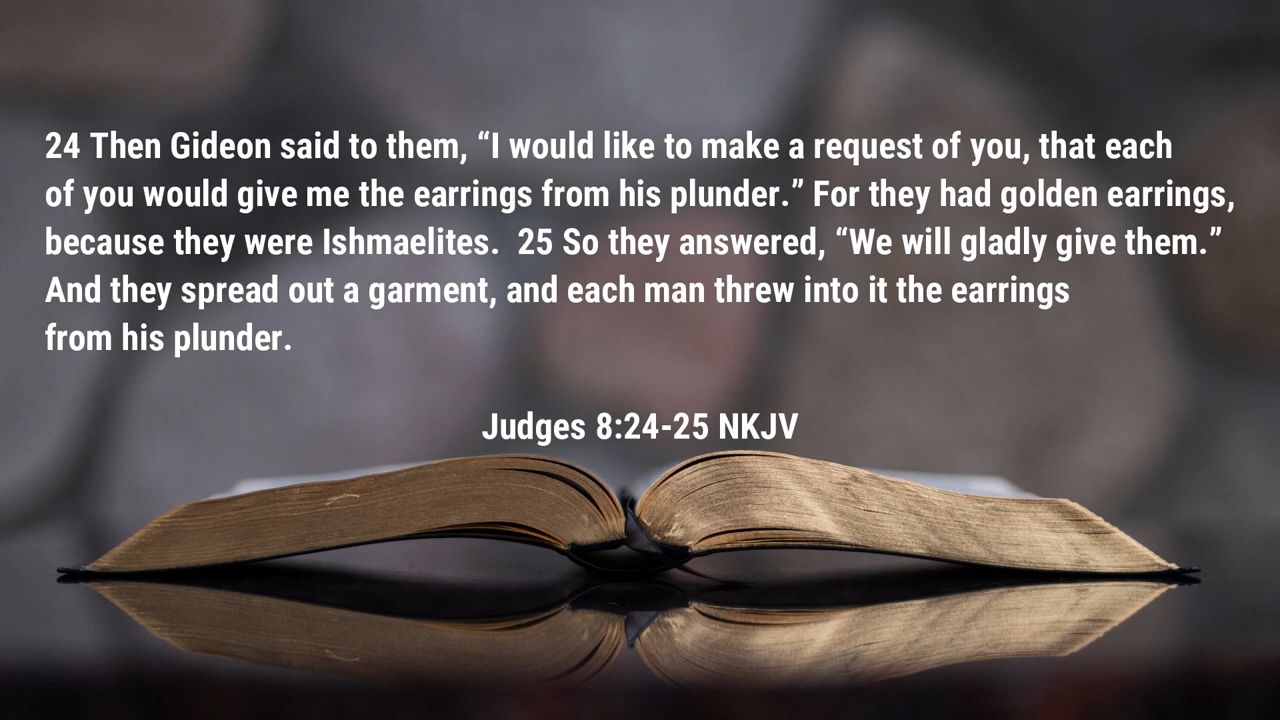 24 Then Gideon said to them, “I would like to make a request of you, that each
of you would give me the earrings from his plunder.” For they had golden earrings,
because they were Ishmaelites.  25 So they answered, “We will gladly give them.”
And they spread out a garment, and each man threw into it the earrings
from his plunder.
Judges 8:24-25 NKJV